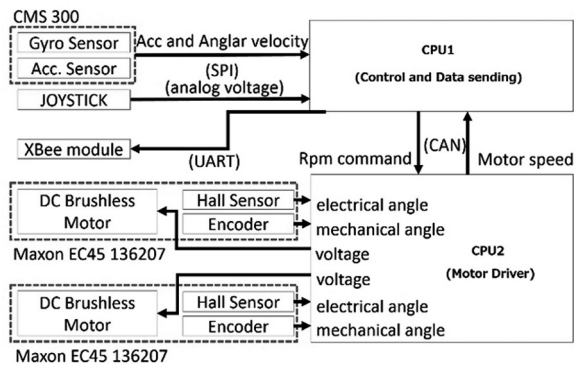 CMS 300
Gyro Sensor
Acc. Sensor
Acc and Anglar velocity
(SPI)
(analog voltage)
JOYSTICK
CPU1
(Control and Data sending)
XBee module
(UART)
Rpm command
(CAN)
Motor speed
DC Brushless
Motor
Hall Sensor
Encoder
electrical angle
mechanical angle
voltage
Maxon EC45 136207
CPU2
(Motor Driver)
voltage
DC Brushless
Motor
Hall Sensor
Encoder
electrical angle
mechanical angle
Maxon EC45 136207